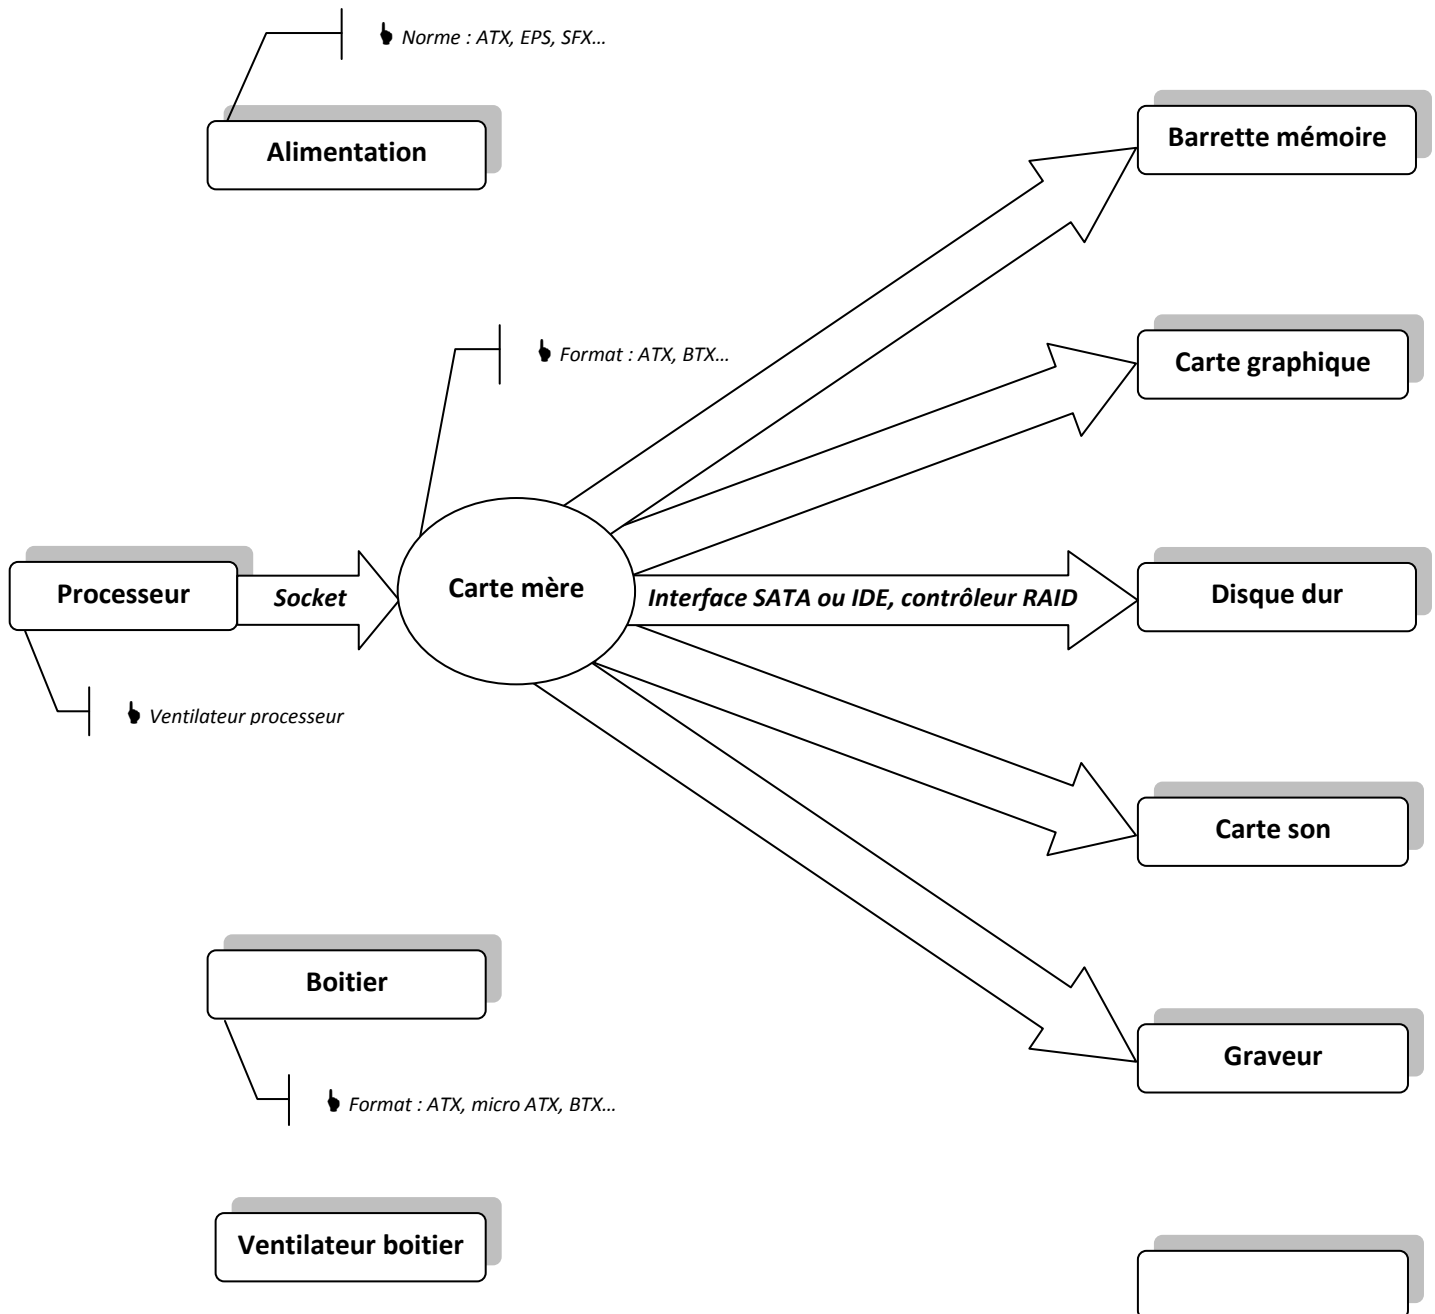 Norme : ATX, EPS, SFX...
Alimentation
Barrette mémoire
Format : ATX, BTX...
Carte graphique
Processeur
Socket
Carte mère
Interface SATA ou IDE, contrôleur RAID
Disque dur
Ventilateur processeur
Carte son
Boitier
Graveur
Format : ATX, micro ATX, BTX...
Ventilateur boitier